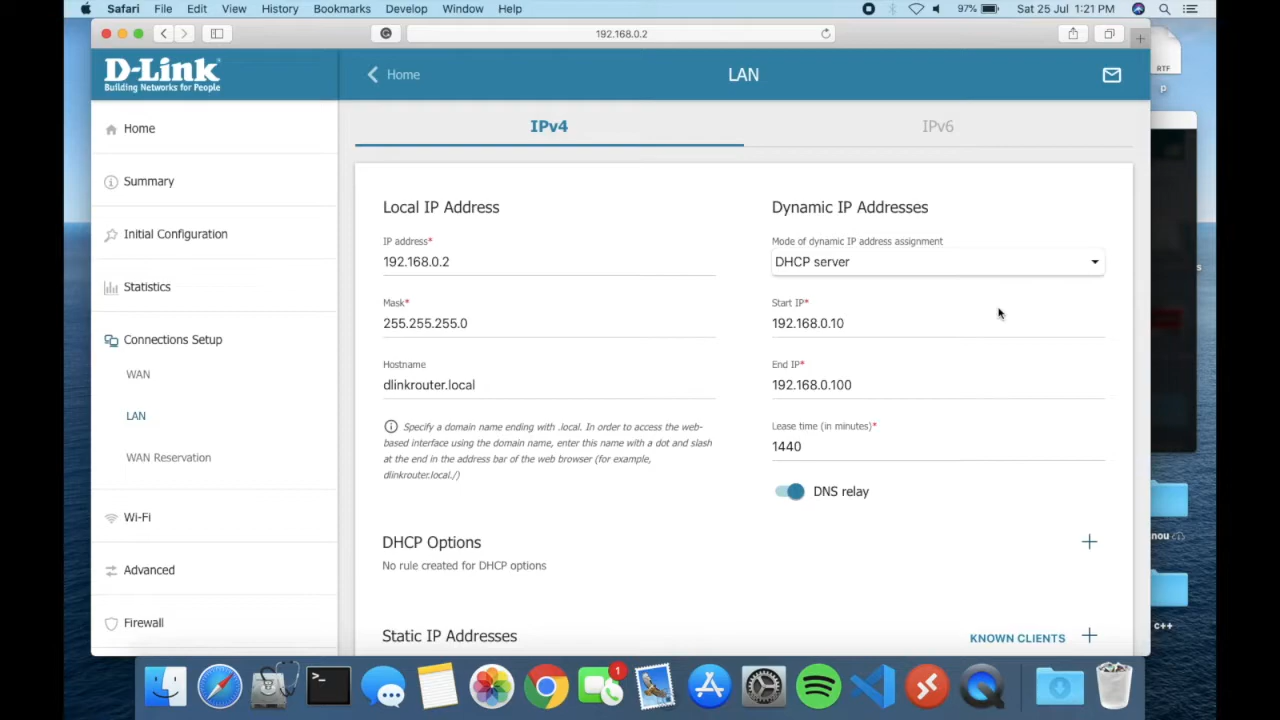 Safari File Edit View History Bookmarks Develop Window Help 97% Sat 25 Jul 1:21 PM
192.168.0.2
D-Link
Building Networks for People
Home
LAN
Home
Summary
Initial Configuration
Statistics
Connections Setup
WAN
LAN
WAN Reservation
Wi-Fi
Advanced
Firewall
IPv4
IPv6
Local IP Address
IP address*
192.168.0.2
Mask*
255.255.255.0
Hostname
dlinkrouter.local
Specify a domain name ending with .local. In order to access the web-
based interface using the domain name, enter this name with a dot and slash
at the end in the address bar of the web browser (for example,
dlinkrouter.local./)
Dynamic IP Addresses
Mode of dynamic IP address assignment
DHCP server
Start IP*
192.168.0.10
End IP*
192.168.0.100
Lease time (in minutes)*
1440
DNS relay
DHCP Options
No rule created for DHCP options
Static IP Addresses
KNOWN CLIENTS
RTF
p
s
nou
c++
1